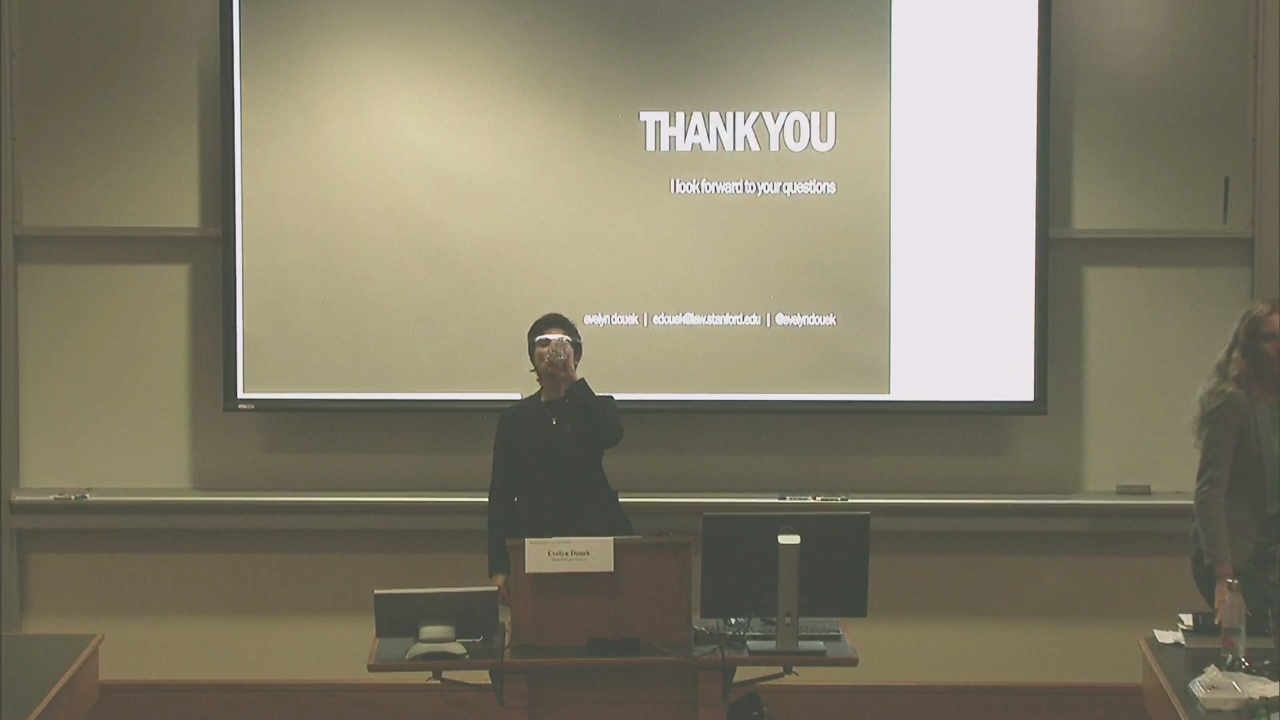 THANK YOU
I look forward to your questions
evelyn douek | edouek@law.stanford.edu | @evelyndouek
Evelyn Douek